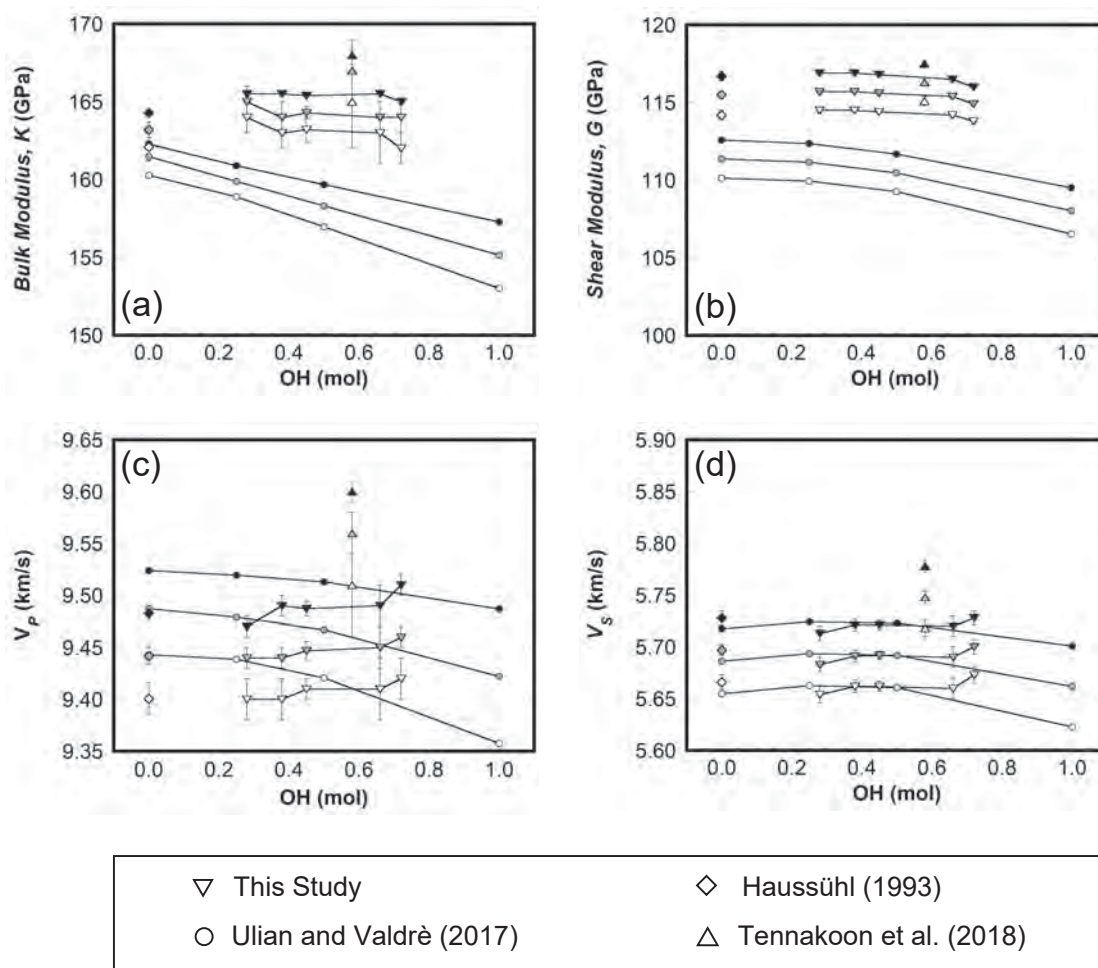 170
165
160
155
150
Bulk Modulus, K (GPa)
(a)
0.0 0.2 0.4 0.6 0.8 1.0
OH (mol)
120
115
110
105
100
Shear Modulus, G (GPa)
(b)
0.0 0.2 0.4 0.6 0.8 1.0
OH (mol)
9.65
9.60
9.55
9.50
9.45
9.40
9.35
VP (km/s)
(c)
0.0 0.2 0.4 0.6 0.8 1.0
OH (mol)
5.90
5.85
5.80
5.75
5.70
5.65
5.60
VS (km/s)
(d)
0.0 0.2 0.4 0.6 0.8 1.0
OH (mol)
This Study
Haussühl (1993)
Ulian and Valdrè (2017)
Tennakoon et al. (2018)